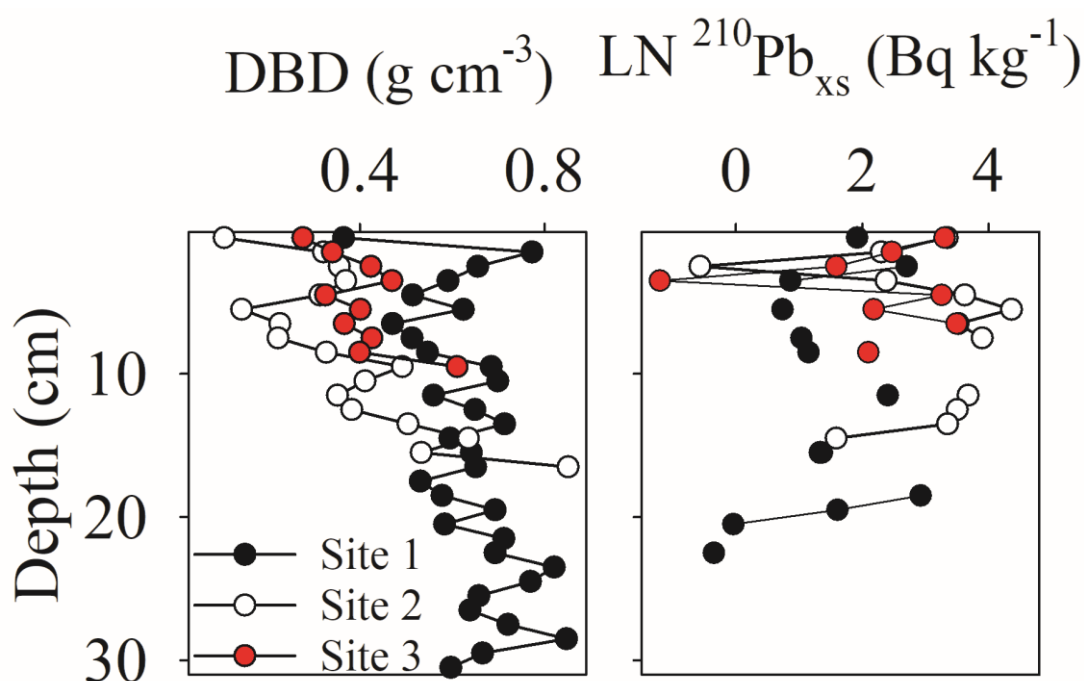 DBD (g cm⁻³)
LN ²¹⁰Pbₓₛ (Bq kg⁻¹)
0.4 0.8
0 2 4
Depth (cm)
10
20
30
Site 1
Site 2
Site 3